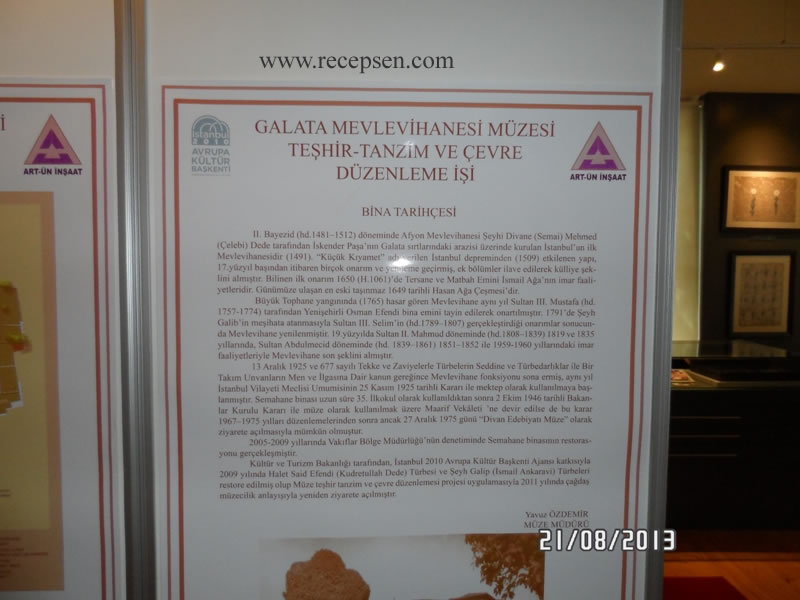 www.recepsen.com
İ
ART-ÜN İNŞAAT
istanbul
2010
AVRUPA
KÜLTÜR
BAŞKENTİ
GALATA MEVLEVİHANESİ MÜZESİ
TEŞHİR-TANZİM VE ÇEVRE
DÜZENLEME İŞİ
ART-ÜN İNŞAAT
BİNA TARİHÇESİ
II. Bayezid (hd.1481–1512) döneminde Afyon Mevlevihanesi Şeyhi Divane (Semai) Mehmed
(Çelebi) Dede tarafından İskender Paşa'nın Galata sırtlarındaki arazisi üzerinde kurulan İstanbul'un ilk
Mevlevihanesidir (1491). "Küçük Kıyamet" verilen İstanbul depreminden (1509) etkilenen yapı,
17.yüzyıl başından itibaren birçok onarım ve yenileme geçirmiş, ek bölümler ilave edilerek külliye şek-
lini almıştır. Bilinen ilk onarım 1650 (H.1061)'de Tersane ve Matbah Emini İsmail Ağa'nın imar faali-
yetleridir. Günümüze ulaşan en eski taşınmaz 1649 tarihli Hasan Ağa Çeşmesi'dir.
Büyük Tophane yangınında (1765) hasar gören Mevlevihane aynı yıl Sultan III. Mustafa (hd.
1757-1774) tarafından Yenişehirli Osman Efendi bina emini tayin edilerek onartılmıştır. 1791'de Şeyh
Galib'in meşihata atanmasıyla Sultan III. Selim'in (hd.1789–1807) gerçekleştirdiği onarımlar sonucun-
da Mevlevihane yenilenmiştir. 19.yüzyılda Sultan II. Mahmud döneminde (hd.1808–1839) 1819 ve 1835
yıllarında, Sultan Abdulmecid döneminde (hd. 1839–1861) 1851–1852 ile 1959-1960 yıllarındaki imar
faaliyetleriyle Mevlevihane son şeklini almıştır.
13 Aralık 1925 ve 677 sayılı Tekke ve Zaviyelerle Türbelerin Seddine ve Türbedarlıklar ile Bir
Takım Unvanların Men ve İlgasına Dair kanun gereğince Mevlevihane fonksiyonu sona ermiş, aynı yıl
İstanbul Vilayeti Meclisi Umumisinin 25 Kasım 1925 tarihli Kararı ile mektep olarak kullanılmaya baş-
lanmıştır. Semahane binası uzun süre 35. İlkokul olarak kullanıldıktan sonra 2 Ekim 1946 tarihli Bakan-
lar Kurulu Kararı ile müze olarak kullanılmak üzere Maarif Vekâleti 'ne devir edilse de bu karar
1967–1975 yılları düzenlemelerinden sonra ancak 27 Aralık 1975 günü "Divan Edebiyatı Müze" olarak
ziyarete açılmasıyla mümkün olmuştur.
2005-2009 yıllarında Vakıflar Bölge Müdürlüğü'nün denetiminde Semahane binasının restoras-
yonu gerçekleşmiştir.
Kültür ve Turizm Bakanlığı tarafından, İstanbul 2010 Avrupa Kültür Başkenti Ajansı katkısıyla
2009 yılında Halet Said Efendi (Kudretullah Dede) Türbesi ve Şeyh Galip (İsmail Ankaravi) Türbeleri
restore edilmiş olup Müze teşhir tanzim ve çevre düzenlemesi projesi uygulamasıyla 2011 yılında çağdaş
müzecilik anlayışıyla yeniden ziyarete açılmıştır.
Yavuz ÖZDEMİR
MÜZE MÜDÜRÜ
21/08/2013